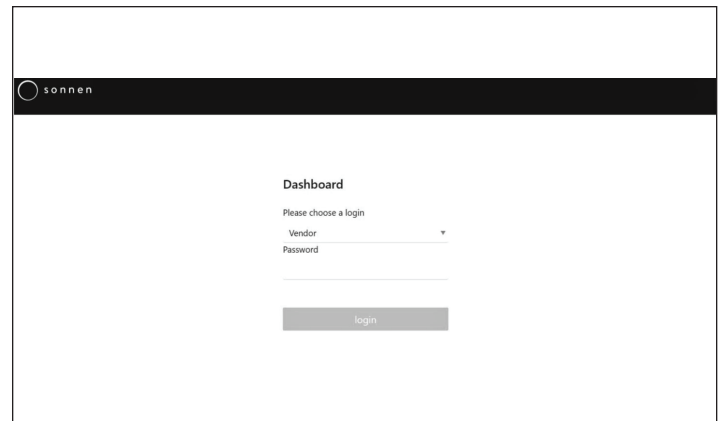 sonnen
Dashboard
Please choose a login
Vendor
Password
login